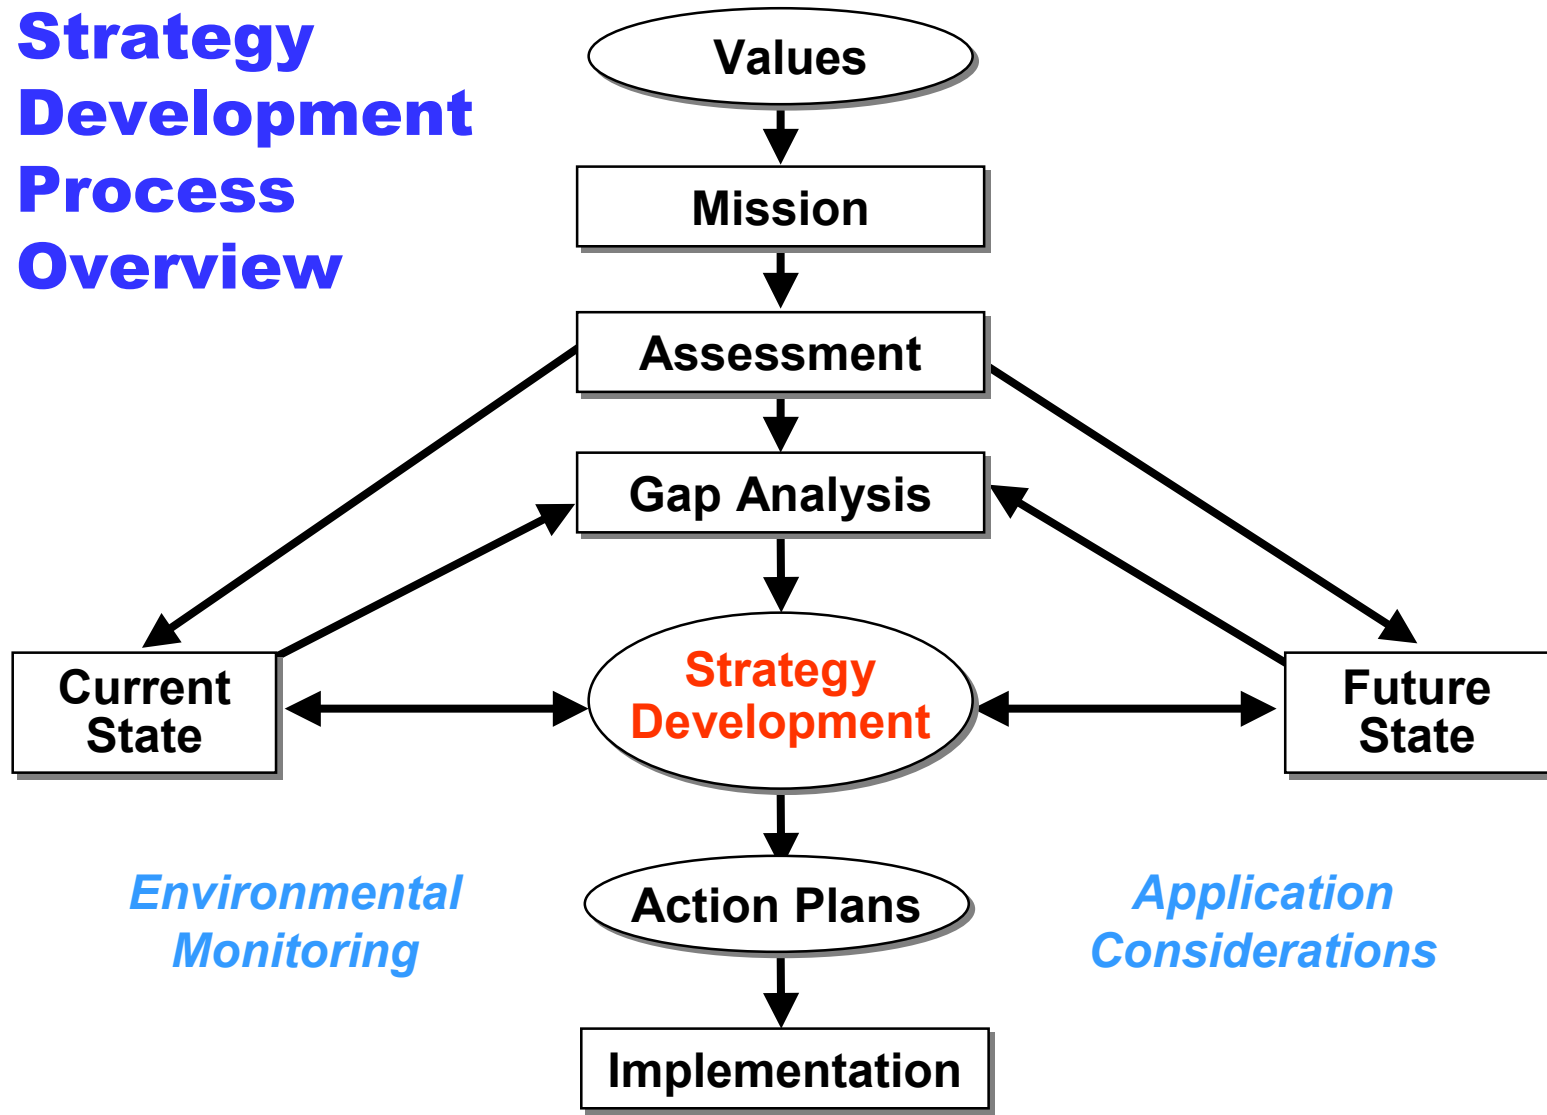 Strategy
Development
Process
Overview
Values
Mission
Assessment
Gap Analysis
Current
State
Strategy
Development
Future
State
Environmental
Monitoring
Action Plans
Application
Considerations
Implementation